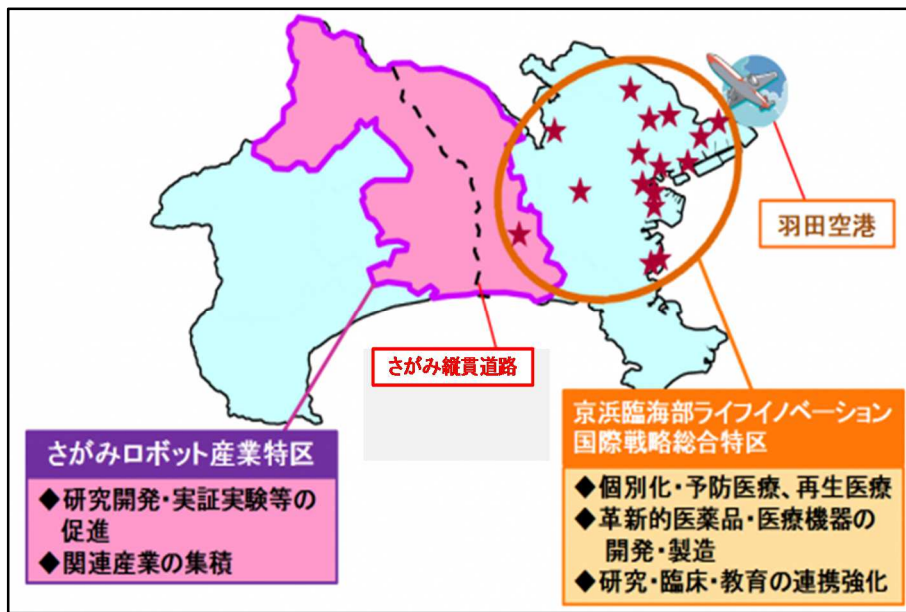 羽田空港
さがみ縦貫道路
さがみロボット産業特区
◆研究開発・実証実験等の
促進
◆関連産業の集積
京浜臨海部ライフイノベーション
国際戦略総合特区
◆個別化・予防医療、再生医療
◆革新的医薬品・医療機器の
開発・製造
◆研究・臨床・教育の連携強化